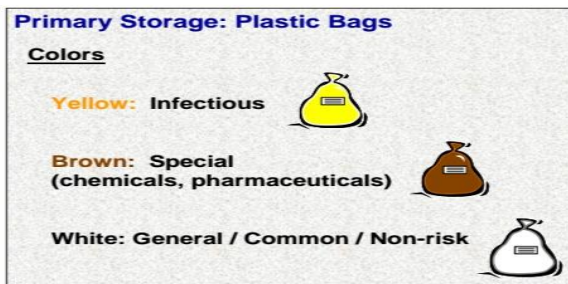 Primary Storage: Plastic Bags
Colors
Yellow: Infectious
Brown: Special
(chemicals, pharmaceuticals)
White: General / Common / Non-risk